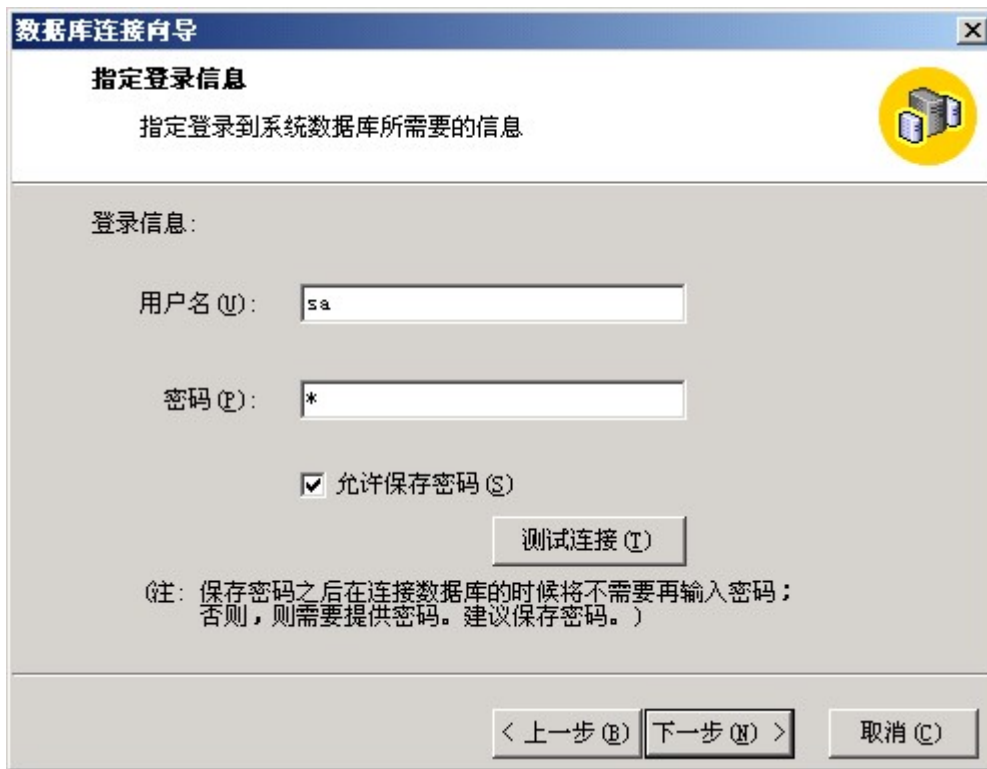 数据库连接向导
指定登录信息
指定登录到系统数据库所需要的信息
登录信息:
用户名(U): sa
密码(P): *
允许保存密码(S)
测试连接(T)
(注: 保存密码之后在连接数据库的时候将不需要再输入密码;
否则,则需要提供密码。建议保存密码。)
< 上一步(B) 下一步(N) > 取消(C)